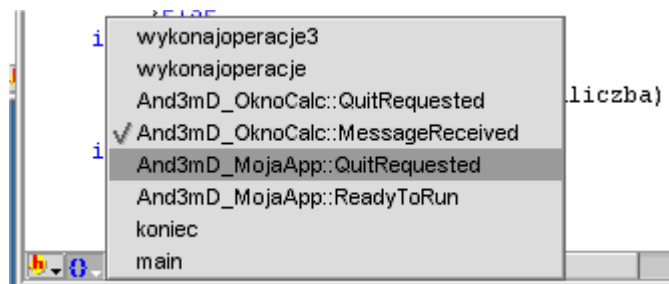 wykonajoperacje3
wykonajoperacje
And3mD_OknoCalc::QuitRequested
liczba)
And3mD_OknoCalc::MessageReceived
And3mD_MojaApp::QuitRequested
And3mD_MojaApp::ReadyToRun
koniec
main
{}